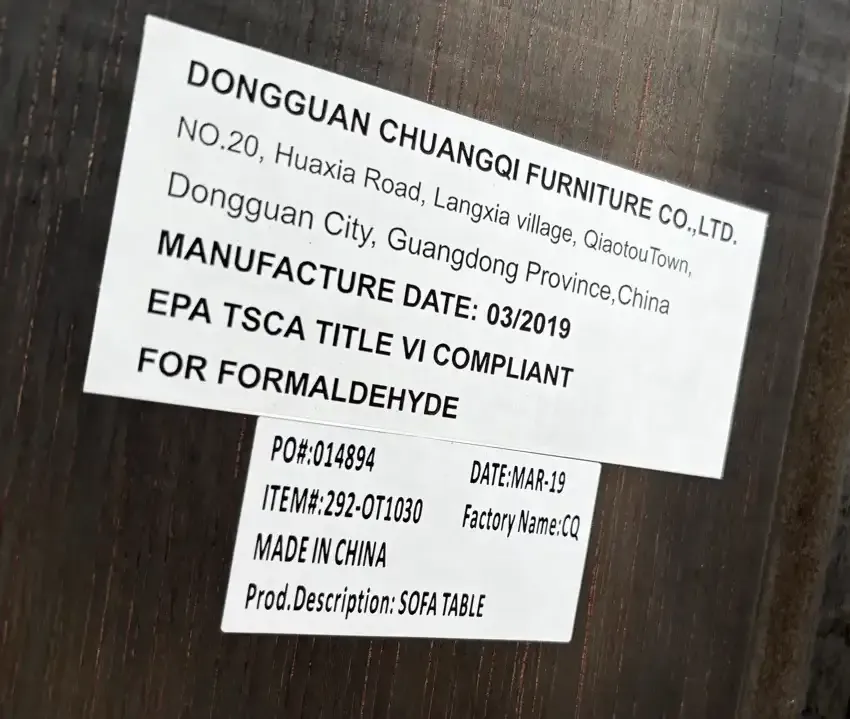 DONGGUAN CHUANGQI FURNITURE CO.,LTD.
NO.20, Huaxia Road, Langxia village, QiaotouTown,
Dongguan City, Guangdong Province,China
MANUFACTURE DATE: 03/2019
EPA TSCA TITLE VI COMPLIANT
FOR FORMALDEHYDE
PO#:014894 DATE:MAR-19
ITEM#:292-OT1030 Factory Name:CQ
MADE IN CHINA
Prod.Description: SOFA TABLE